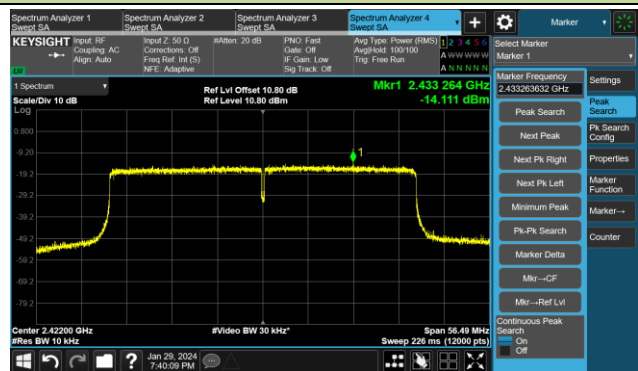 Spectrum Analyzer 1
Swept SA
Spectrum Analyzer 2
Swept SA
Spectrum Analyzer 3
Swept SA
Spectrum Analyzer 4
Swept SA
Marker
KEYSIGHT
Input: RF
Coupling: AC
Align: Auto
Input Z: 50 Ω
Corrections: Off
Freq Ref: Int (S)
NFE: Adaptive
#Atten: 20 dB
PNO: Fast
Gate: Off
IF Gain: Low
Sig Track: Off
Avg Type: Power (RMS)
Avg|Hold: 100/100
Trig: Free Run
1 2 3 4 5 6
A W W W W W
A N N N N N
LV
Select Marker
Marker 1
1 Spectrum
Scale/Div 10 dB
Ref Lvl Offset 10.80 dB
Ref Level 10.80 dBm
Mkr1 2.433 264 GHz
-14.111 dBm
Log
0.800
-9.20
-19.2
-29.2
-39.2
-49.2
-59.2
-69.2
-79.2
1
Center 2.42200 GHz
#Res BW 10 kHz
#Video BW 30 kHz*
Span 56.49 MHz
Sweep 226 ms (12000 pts)
Marker Frequency
2.433263632 GHz
Peak Search
Next Peak
Next Pk Right
Next Pk Left
Minimum Peak
Pk-Pk Search
Marker Delta
Mkr→CF
Mkr→Ref Lvl
Continuous Peak
Search
On
Off
Settings
Peak
Search
Pk Search
Config
Properties
Marker
Function
Marker→
Counter
?
Jan 29, 2024
7:40:09 PM